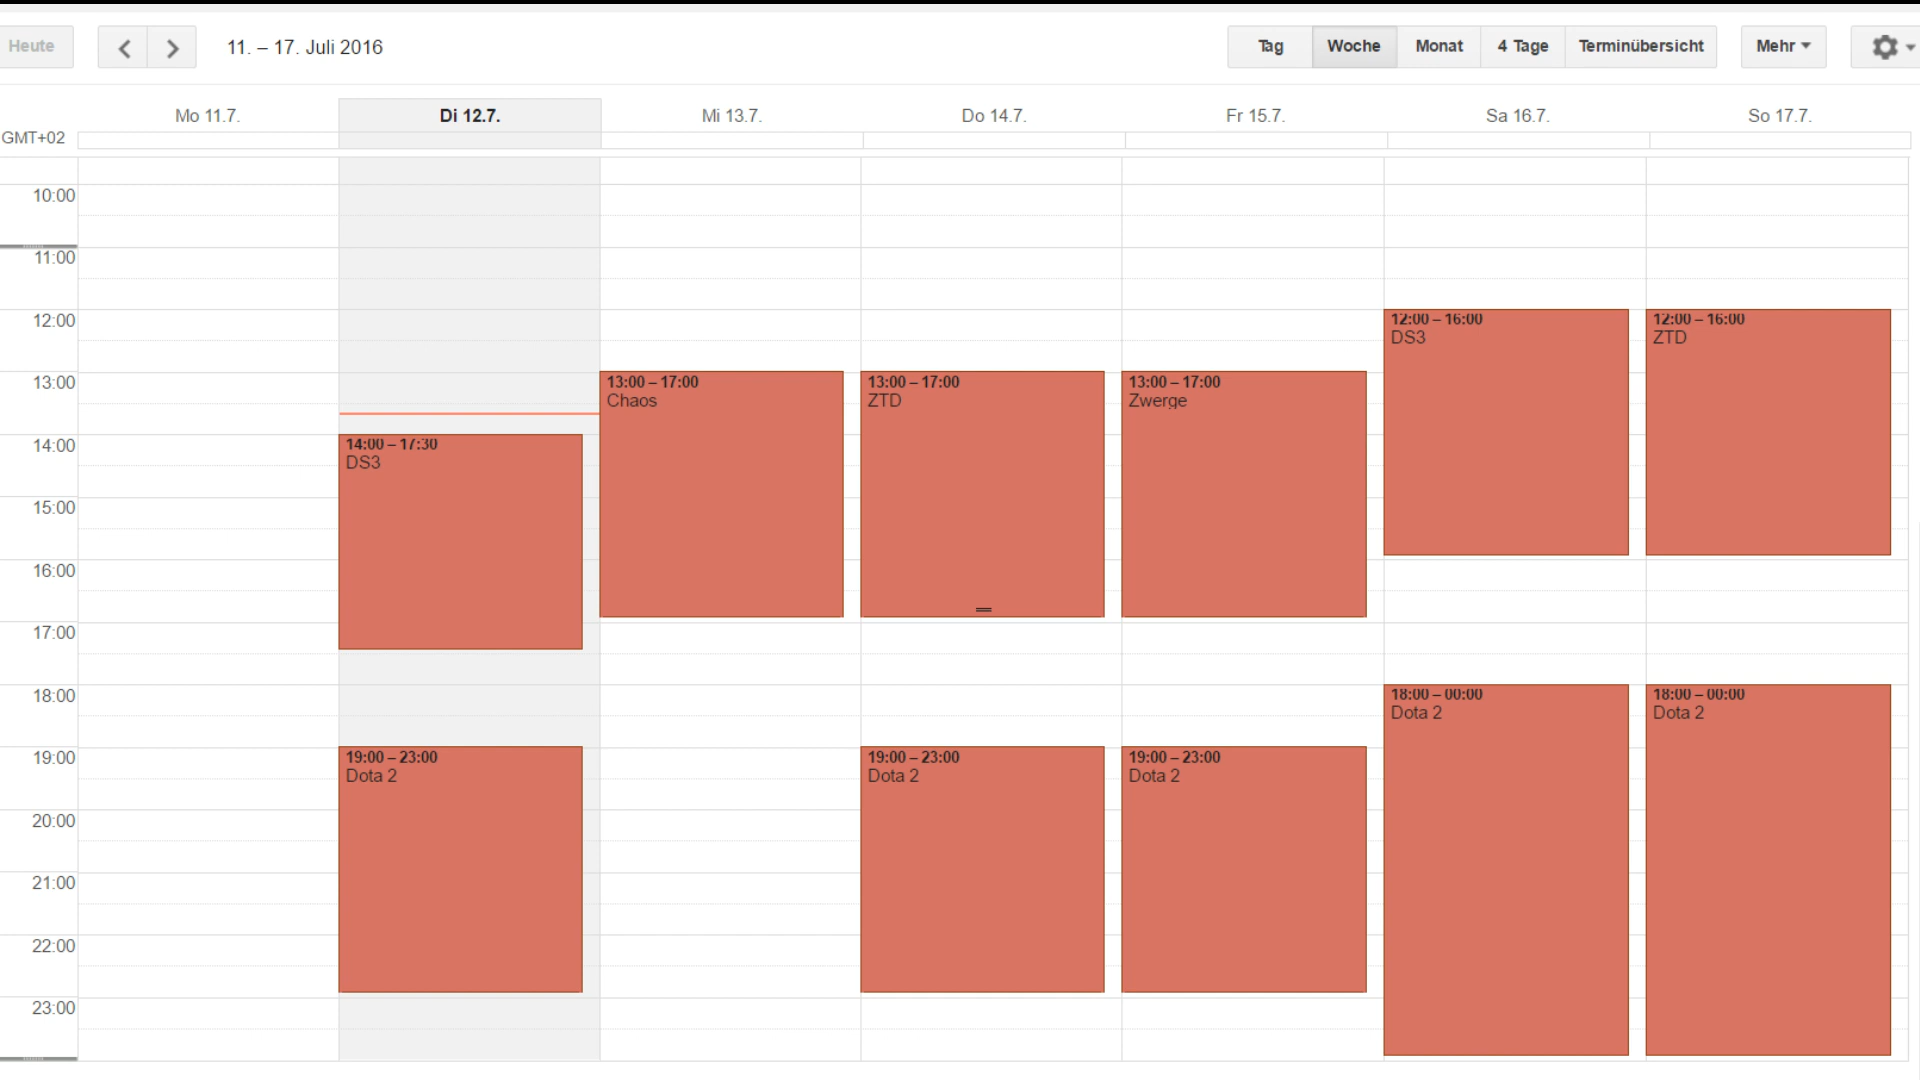 Heute
11. – 17. Juli 2016
Tag
Woche
Monat
4 Tage
Terminübersicht
Mehr
Mo 11.7.
Di 12.7.
Mi 13.7.
Do 14.7.
Fr 15.7.
Sa 16.7.
So 17.7.
GMT+02
10:00
11:00
12:00
13:00
14:00
15:00
16:00
17:00
18:00
19:00
20:00
21:00
22:00
23:00
14:00 – 17:30
DS3
19:00 – 23:00
Dota 2
13:00 – 17:00
Chaos
13:00 – 17:00
ZTD
19:00 – 23:00
Dota 2
13:00 – 17:00
Zwerge
19:00 – 23:00
Dota 2
12:00 – 16:00
DS3
18:00 – 00:00
Dota 2
12:00 – 16:00
ZTD
18:00 – 00:00
Dota 2